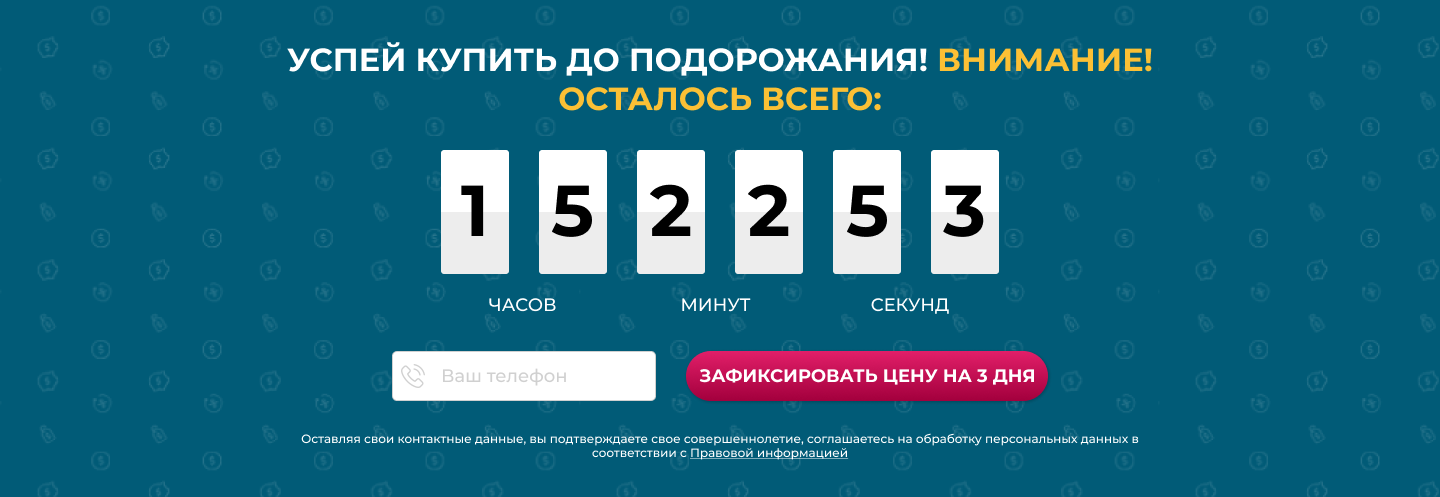 УСПЕЙ КУПИТЬ ДО ПОДОРОЖАНИЯ! ВНИМАНИЕ!
ОСТАЛОСЬ ВСЕГО:
1 5 2 2 5 3
ЧАСОВ МИНУТ СЕКУНД
Ваш телефон ЗАФИКСИРОВАТЬ ЦЕНУ НА 3 ДНЯ
Оставляя свои контактные данные, вы подтверждаете свое совершеннолетие, соглашаетесь на обработку персональных данных в
соответствии с Правовой информацией